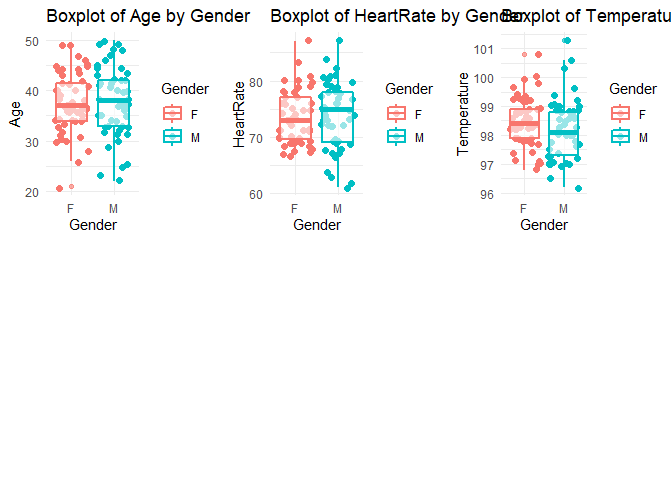 Boxplot of Age by Gender
Age
50
40
30
20
F
M
Gender
Gender
F
M
Boxplot of HeartRate by Gender
HeartRate
80
70
60
F
M
Gender
Gender
F
M
Boxplot of Temperatu
Temperature
101
100
99
98
97
96
F
M
Gender
Gender
F
M